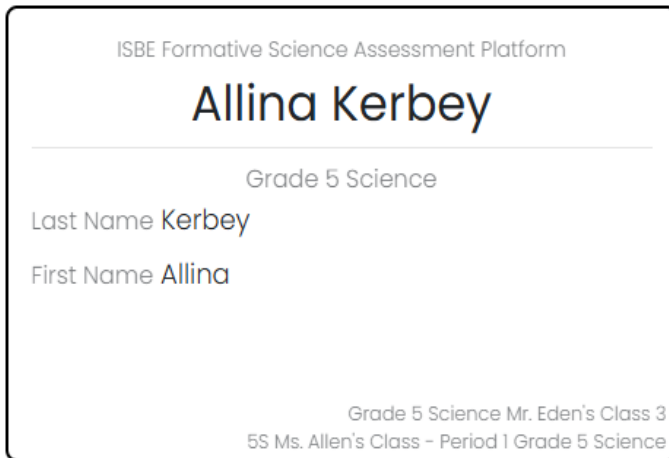 ISBE Formative Science Assessment Platform
Allina Kerbey
Grade 5 Science
Last Name Kerbey
First Name Allina
Grade 5 Science Mr. Eden's Class 3
5S Ms. Allen's Class - Period 1 Grade 5 Science